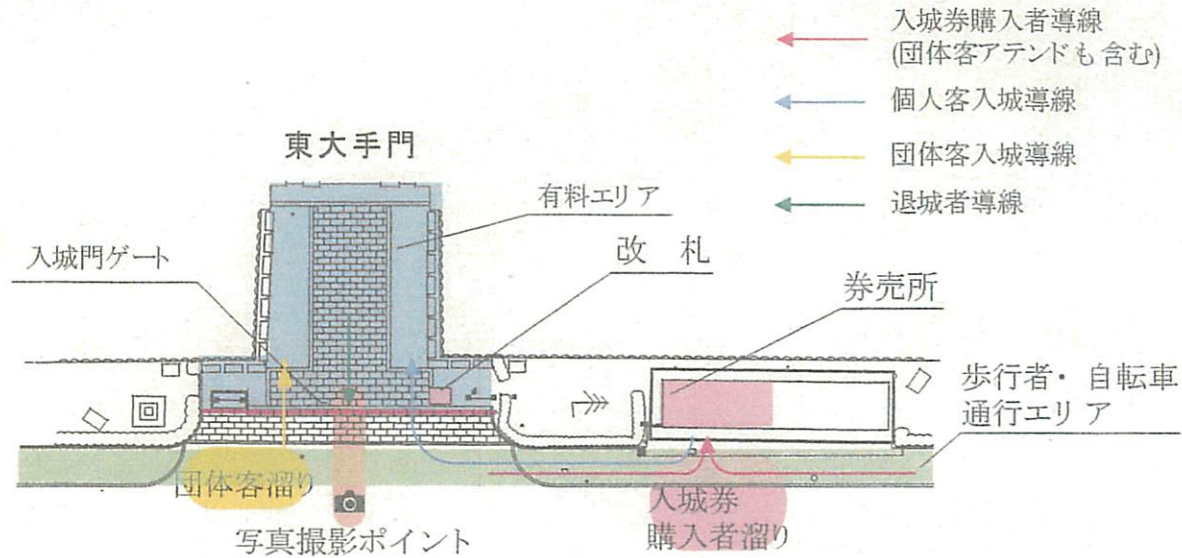 入城券購入者導線
(団体客アテンドも含む)
個人客入城導線
団体客入城導線
退城者導線
東大手門
有料エリア
入城門ゲート
改 札
券売所
歩行者・自転車
通行エリア
団体客溜り
写真撮影ポイント
入城券
購入者溜り